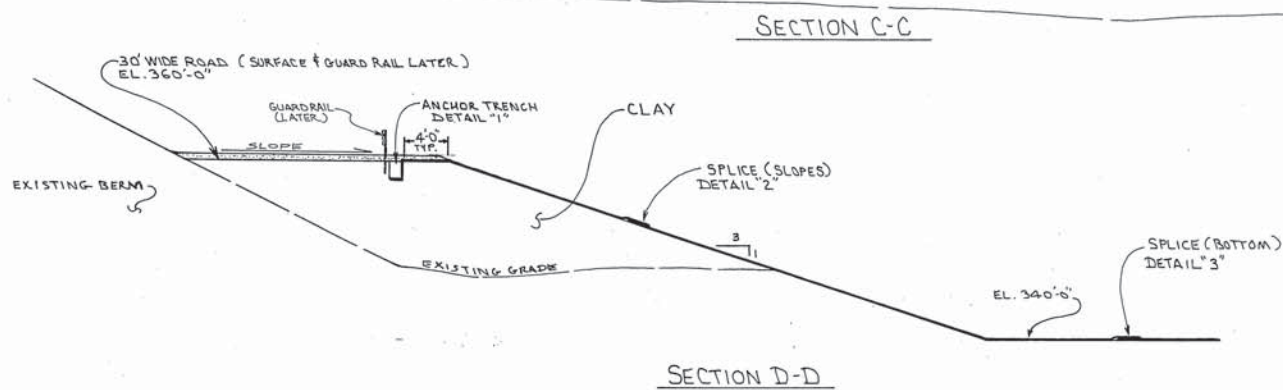 SECTION C-C
30' WIDE ROAD (SURFACE & GUARD RAIL LATER)
EL. 360'-0"
GUARDRAIL
(LATER)
ANCHOR TRENCH
DETAIL "1"
CLAY
SLOPE
4'-0"
TYP.
EXISTING BERM
SPLICE (SLOPES)
DETAIL "2"
3
1
EXISTING GRADE
SPLICE (BOTTOM)
DETAIL "3"
EL. 340'-0"
SECTION D-D